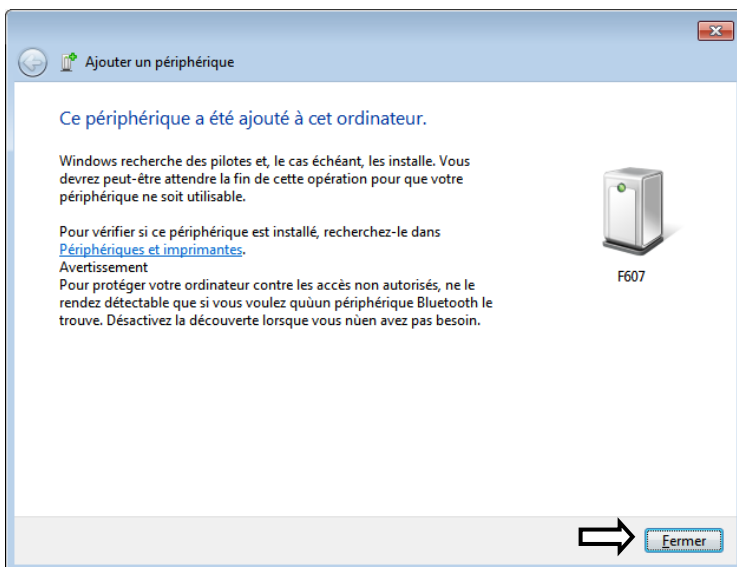 Ajouter un périphérique
Ce périphérique a été ajouté à cet ordinateur.
Windows recherche des pilotes et, le cas échéant, les installe. Vous
devrez peut-être attendre la fin de cette opération pour que votre
périphérique ne soit utilisable.
Pour vérifier si ce périphérique est installé, recherchez-le dans
Périphériques et imprimantes.
Avertissement
Pour protéger votre ordinateur contre les accès non autorisés, ne le
rendez détectable que si vous voulez quùun périphérique Bluetooth le
trouve. Désactivez la découverte lorsque vous nùen avez pas besoin.
F607
Fermer